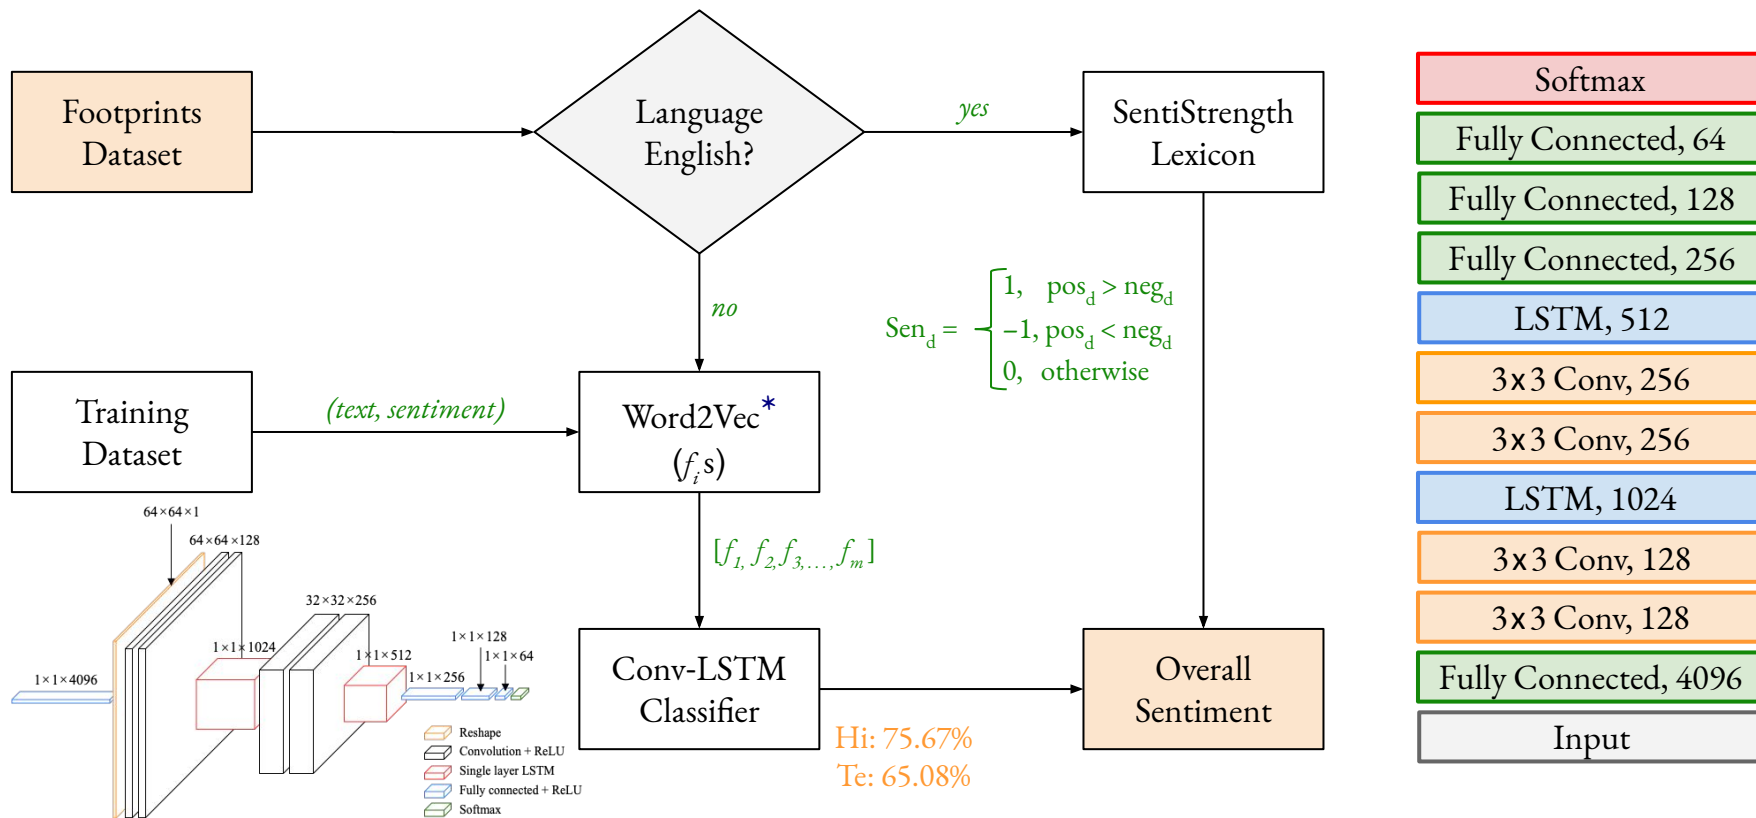 Footprints
Dataset
Language
English?
yes
SentiStrength
Lexicon
no
Sen_d =
1, pos_d > neg_d
−1, pos_d < neg_d
0, otherwise
Training
Dataset
(text, sentiment)
Word2Vec*
(f_i s)
[f_1, f_2, f_3,..., f_m]
Conv-LSTM
Classifier
Hi: 75.67%
Te: 65.08%
Overall
Sentiment
64×64×1
64×64×128
32×32×256
1×1×1024
1×1×512
1×1×128
1×1×64
1×1×256
1×1×4096
Reshape
Convolution + ReLU
Single layer LSTM
Fully connected + ReLU
Softmax
Softmax
Fully Connected, 64
Fully Connected, 128
Fully Connected, 256
LSTM, 512
3x3 Conv, 256
3x3 Conv, 256
LSTM, 1024
3x3 Conv, 128
3x3 Conv, 128
Fully Connected, 4096
Input